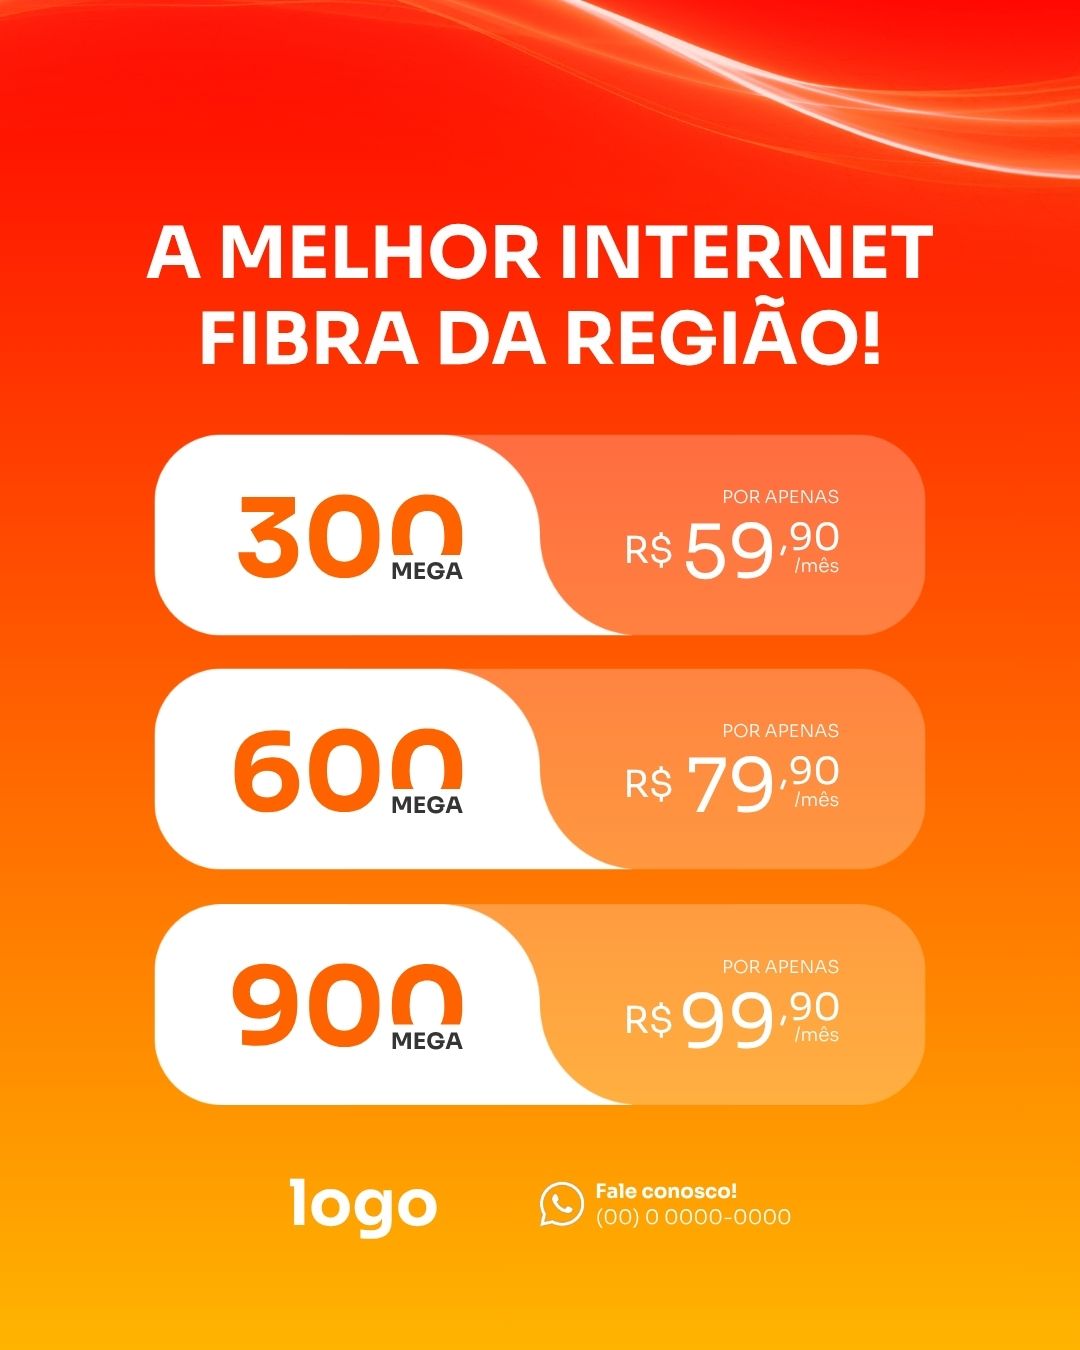 A MELHOR INTERNET
FIBRA DA REGIÃO!
300
MEGA
POR APENAS
R$ 59,90
/mês
600
MEGA
POR APENAS
R$ 79,90
/mês
900
MEGA
POR APENAS
R$ 99,90
/mês
logo
Fale conosco!
(00) 0 0000-0000